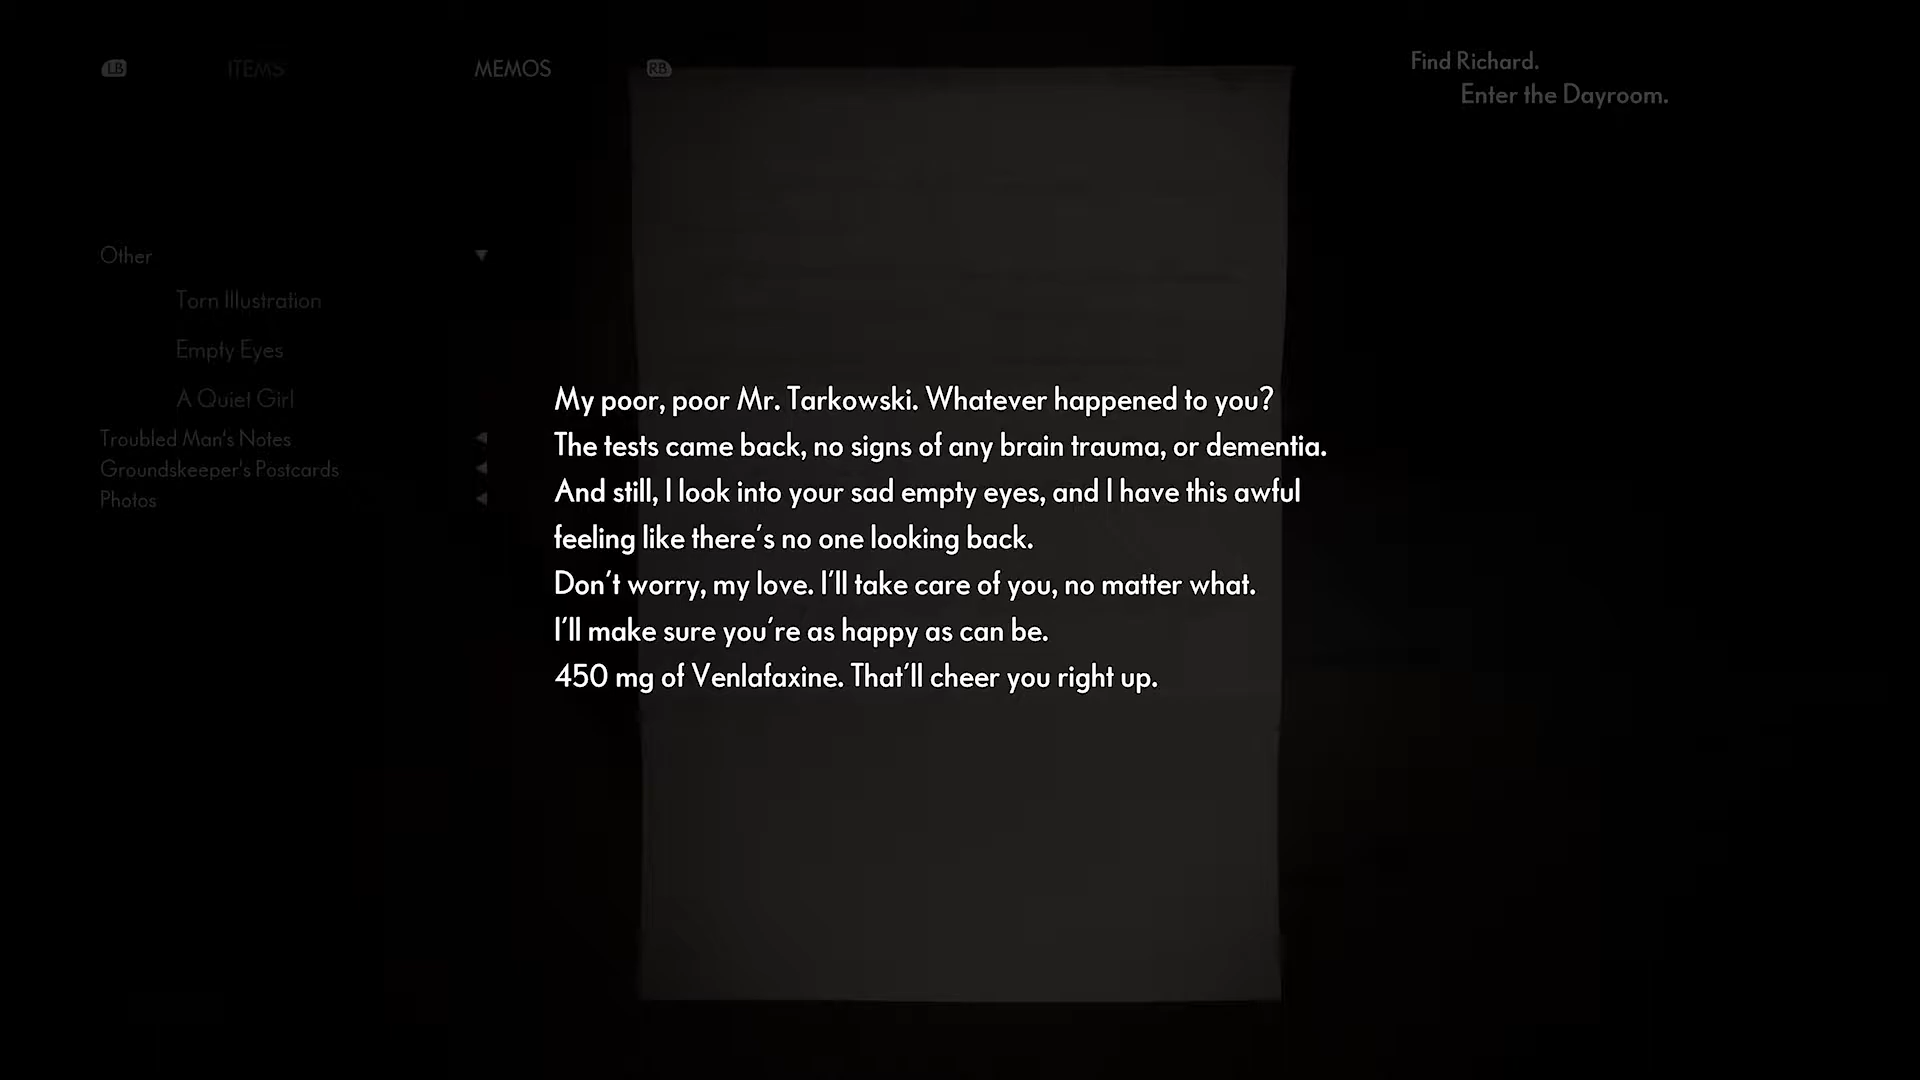 LB ITEMS MEMOS RB
Find Richard.
Enter the Dayroom.
Other
Torn Illustration
Empty Eyes
A Quiet Girl
Troubled Man's Notes
Groundskeeper's Postcards
Photos
My poor, poor Mr. Tarkowski. Whatever happened to you?
The tests came back, no signs of any brain trauma, or dementia.
And still, I look into your sad empty eyes, and I have this awful
feeling like there's no one looking back.
Don't worry, my love. I'll take care of you, no matter what.
I'll make sure you're as happy as can be.
450 mg of Venlafaxine. That'll cheer you right up.